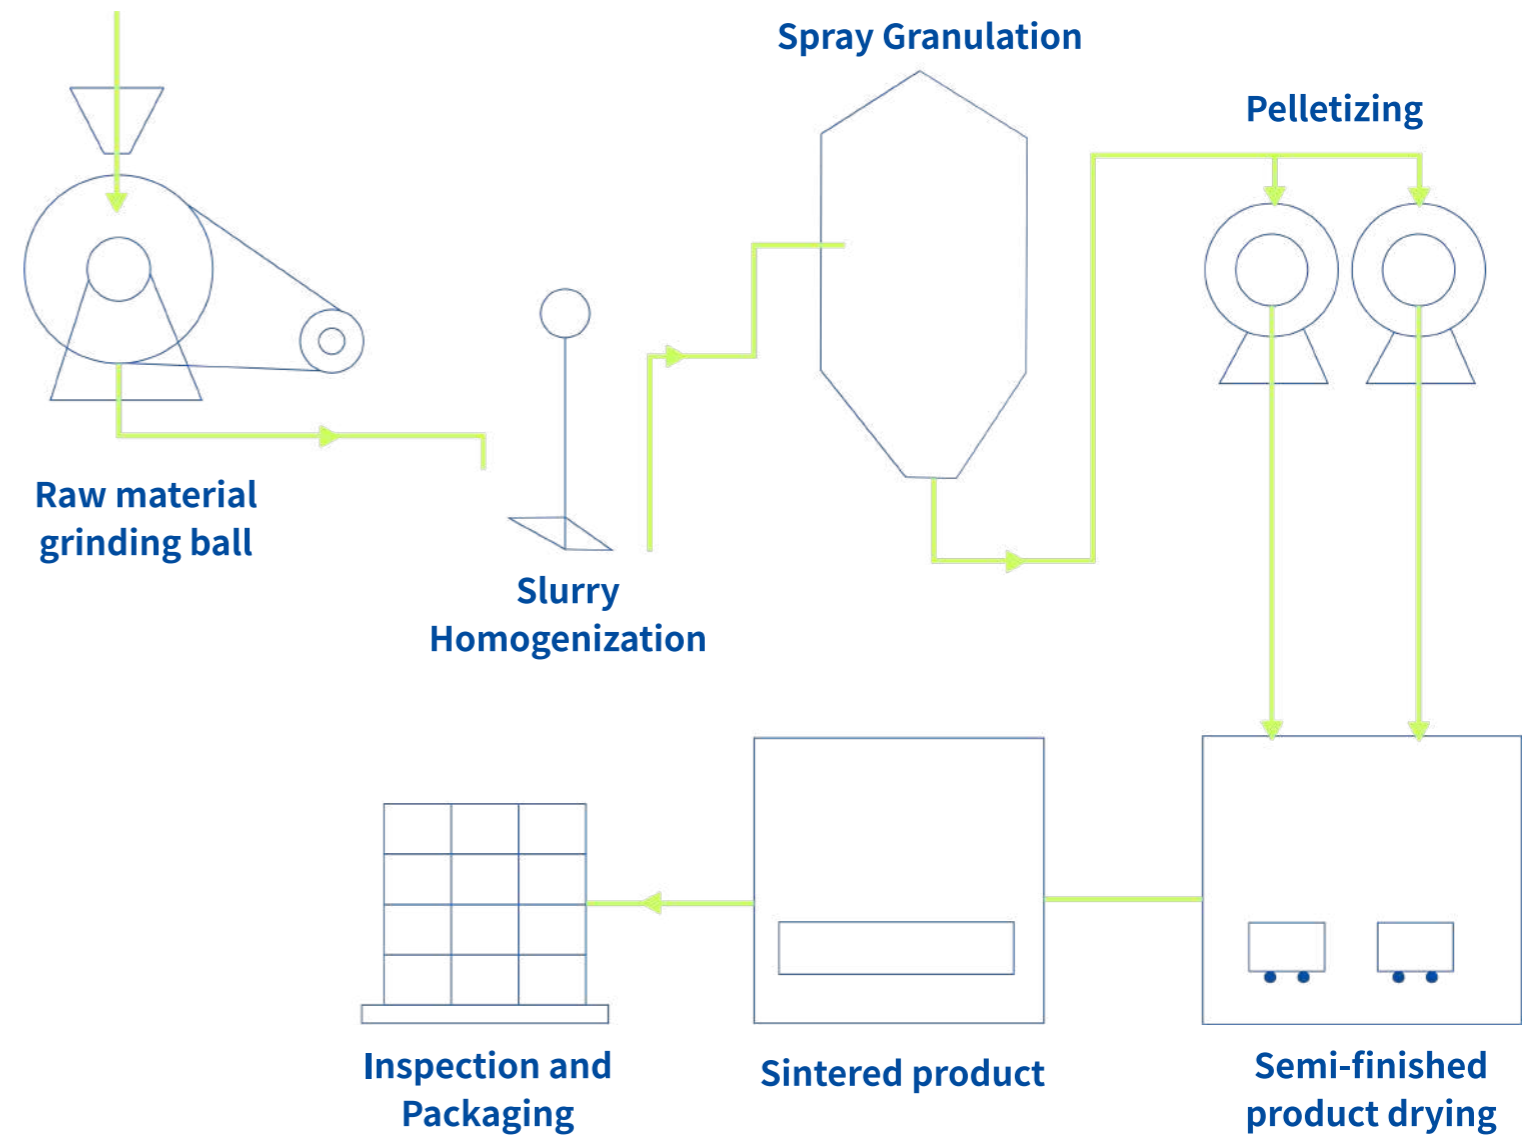 Spray Granulation
Pelletizing
Raw material
grinding ball
Slurry
Homogenization
Inspection and
Packaging
Sintered product
Semi-finished
product drying